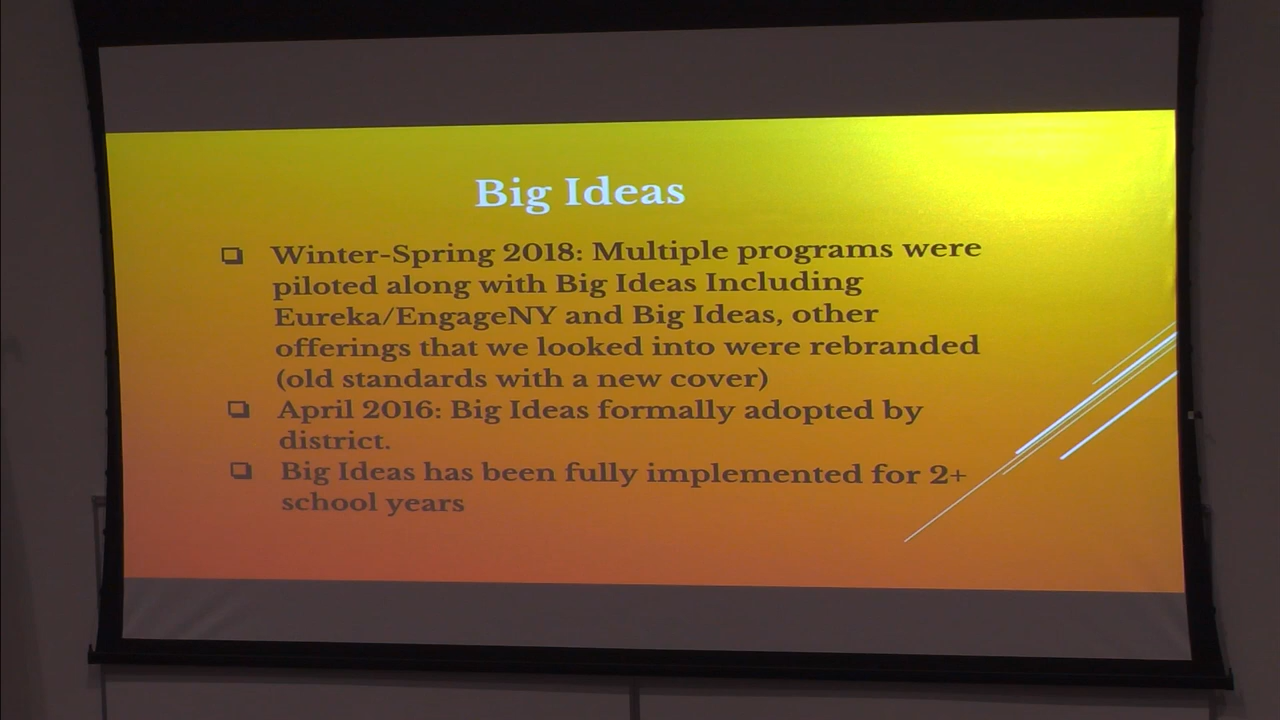 Big Ideas
Winter-Spring 2018: Multiple programs were
piloted along with Big Ideas Including
Eureka/EngageNY and Big Ideas, other
offerings that we looked into were rebranded
(old standards with a new cover)
April 2016: Big Ideas formally adopted by
district.
Big Ideas has been fully implemented for 2+
school years